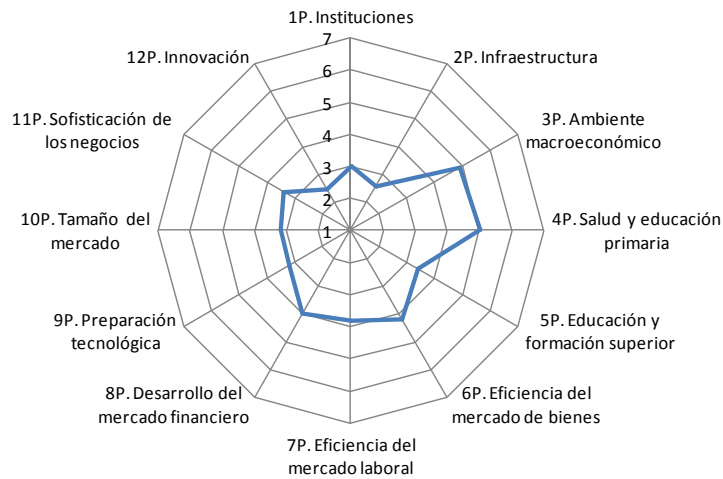 1P. Instituciones
2P. Infraestructura
3P. Ambiente
macroeconómico
4P. Salud y educación
primaria
5P. Educación y
formación superior
6P. Eficiencia del
mercado de bienes
7P. Eficiencia del
mercado laboral
8P. Desarrollo del
mercado financiero
9P. Preparación
tecnológica
10P. Tamaño del
mercado
11P. Sofisticación de
los negocios
12P. Innovación
7
6
5
4
3
2
1